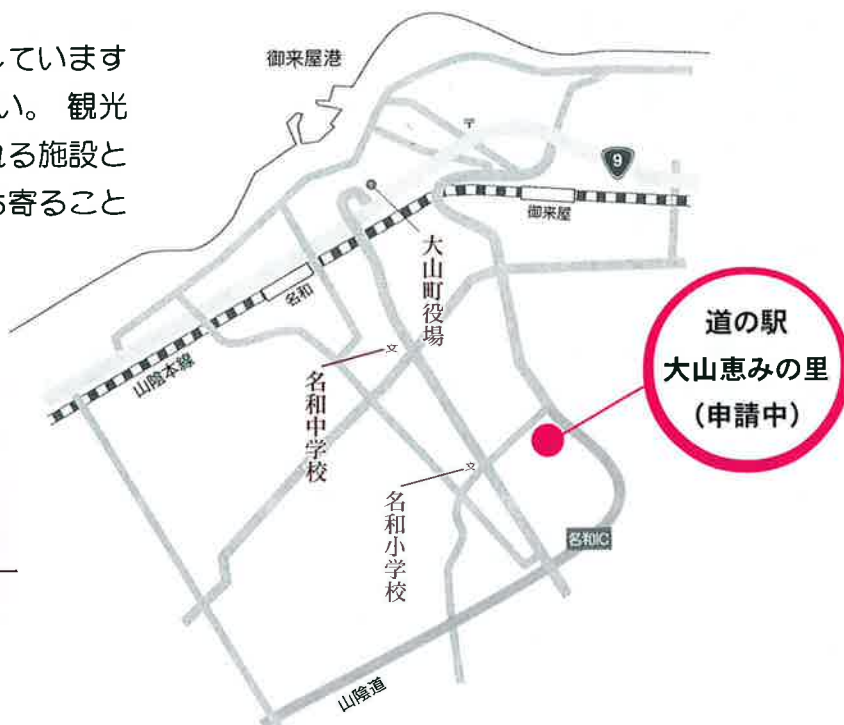 しています
い。 観光
る施設と
寄ること
御来屋港
〒
9
御来屋
大山町役場
名和
山陰本線
文
名和中学校
文
名和小学校
道の駅
大山恵みの里
(申請中)
名和IC
山陰道